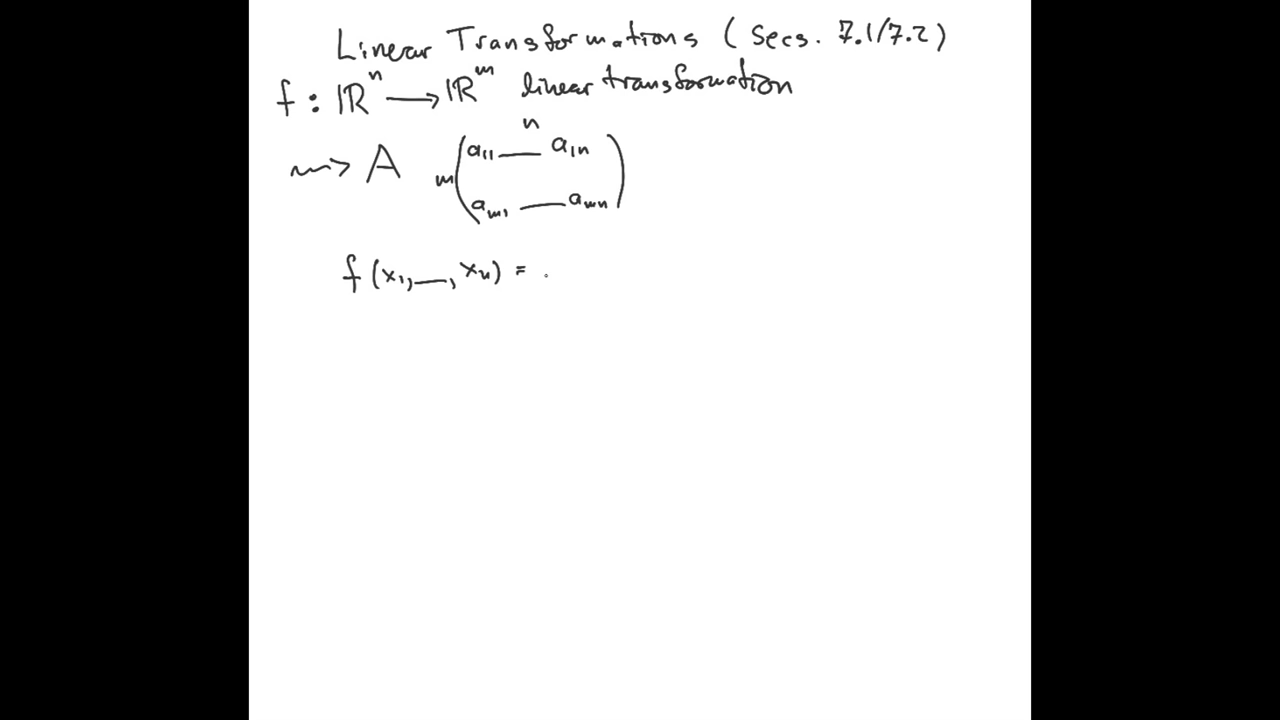 Linear Transformations (Secs. 7.1/7.2)
f : ℝⁿ ⟶ ℝᵐ linear transformation
⇝ A m ( a₁₁ — a₁ₙ
n
aₘ₁ — aₘₙ )
f (x₁, —, xₙ) = .